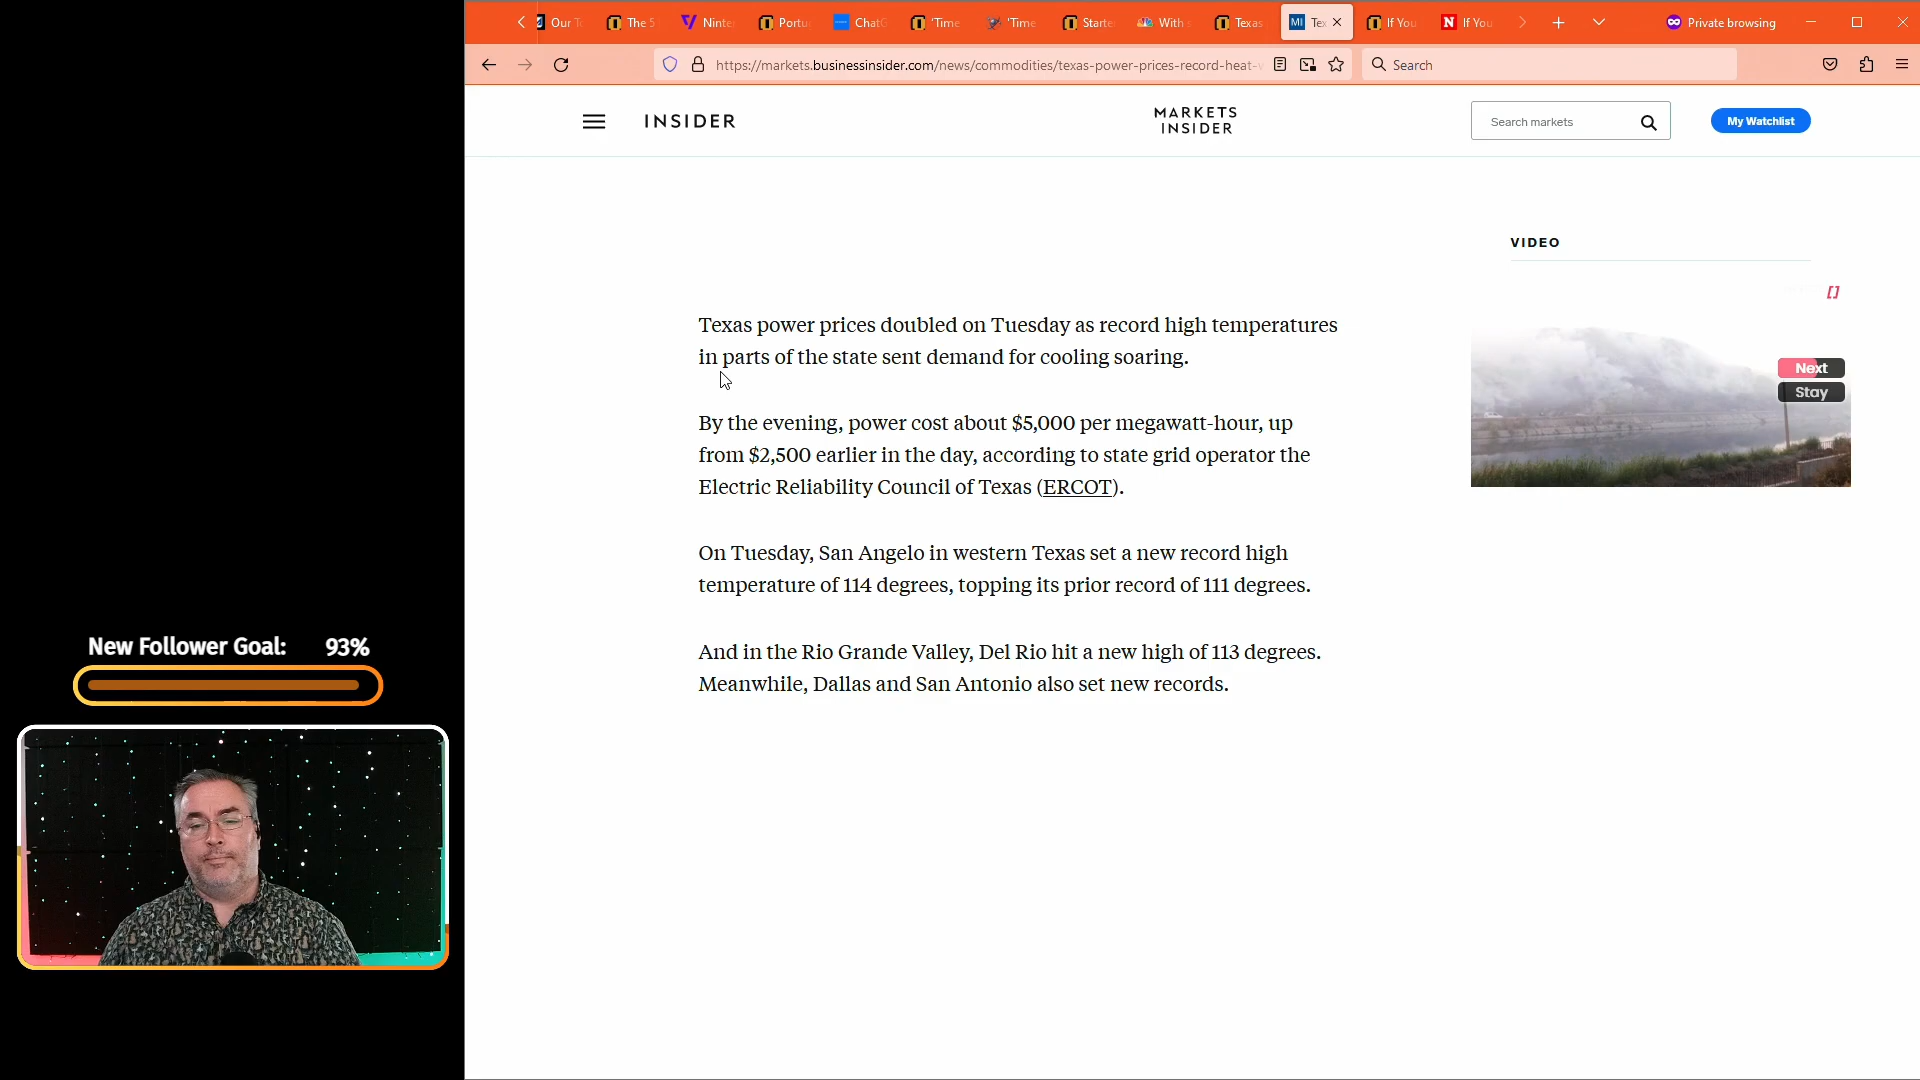 Our T
The 5
Ninte
Portu
ChatG
'Time
'Time
Starte
With s
Texas
MI Tex
If You
N If You
Private browsing
https://markets.businessinsider.com/news/commodities/texas-power-prices-record-heat-w
Search
INSIDER
MARKETS
INSIDER
Search markets
My Watchlist
VIDEO
Texas power prices doubled on Tuesday as record high temperatures
in parts of the state sent demand for cooling soaring.
Next
Stay
By the evening, power cost about $5,000 per megawatt-hour, up
from $2,500 earlier in the day, according to state grid operator the
Electric Reliability Council of Texas (ERCOT).
On Tuesday, San Angelo in western Texas set a new record high
temperature of 114 degrees, topping its prior record of 111 degrees.
And in the Rio Grande Valley, Del Rio hit a new high of 113 degrees.
Meanwhile, Dallas and San Antonio also set new records.
New Follower Goal: 93%